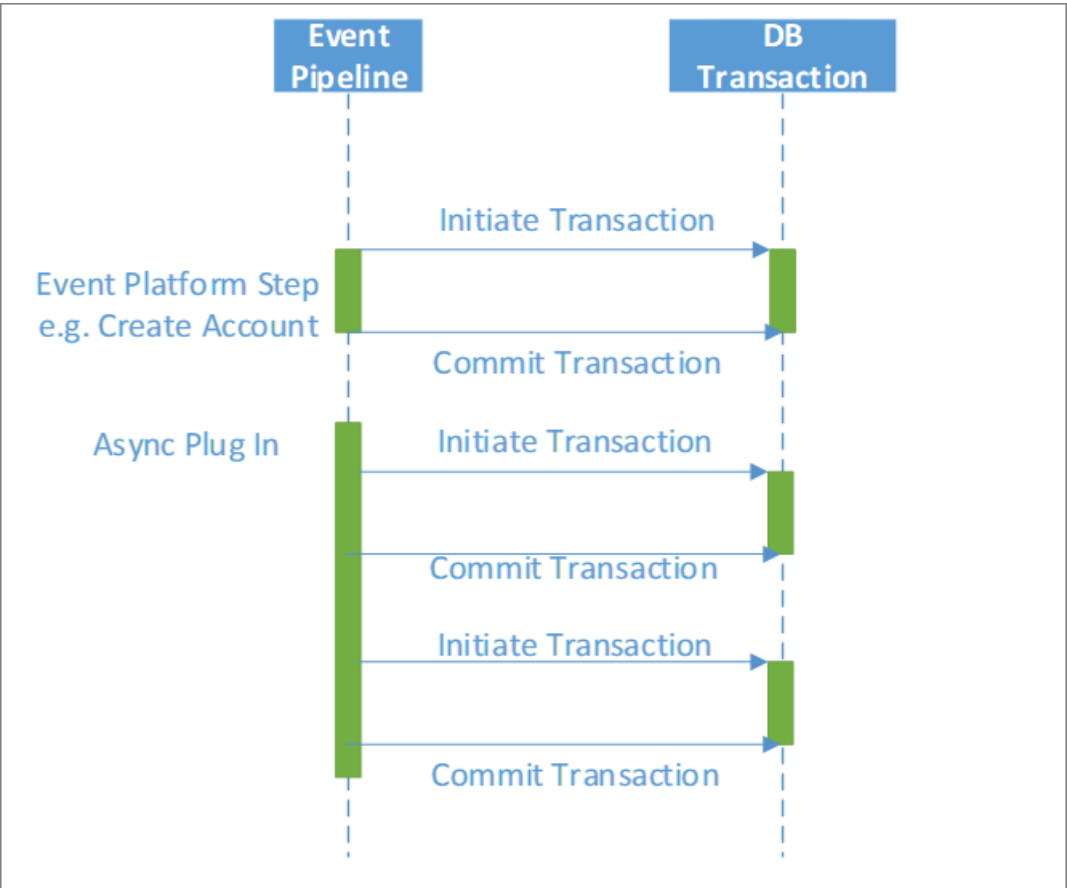 Event
Pipeline
DB
Transaction
Initiate Transaction
Event Platform Step
e.g. Create Account
Commit Transaction
Async Plug In
Initiate Transaction
Commit Transaction
Initiate Transaction
Commit Transaction